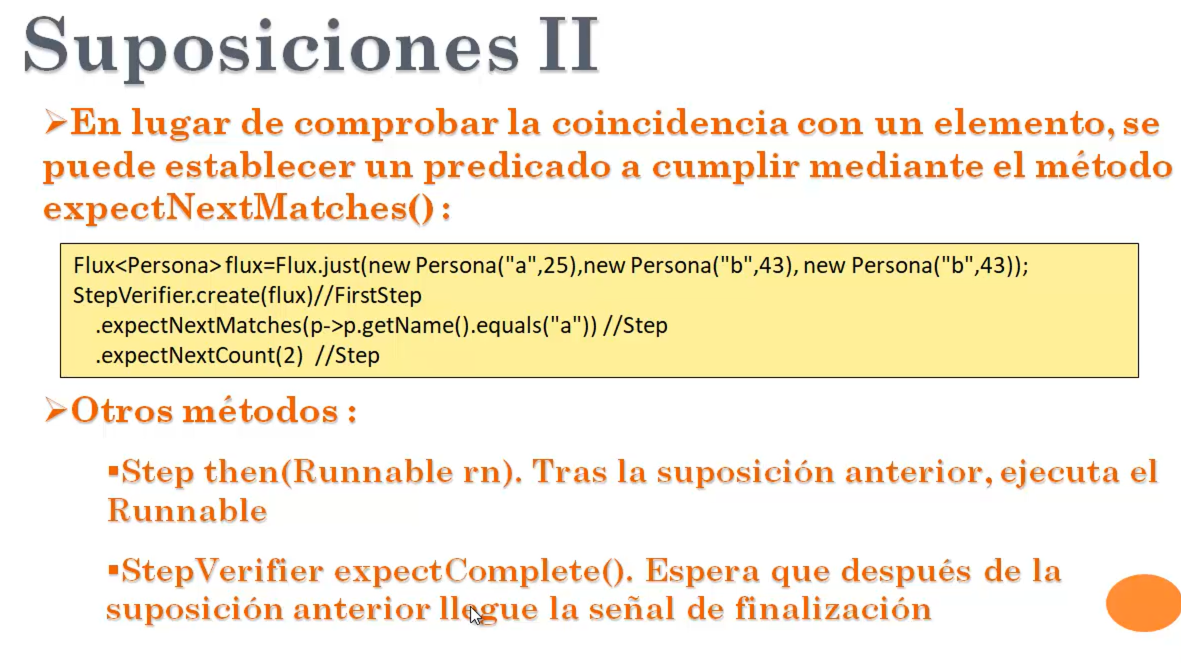 Suposiciones II
➢En lugar de comprobar la coincidencia con un elemento, se
puede establecer un predicado a cumplir mediante el método
expectNextMatches() :
Flux<Persona> flux=Flux.just(new Persona("a",25),new Persona("b",43), new Persona("b",43));
StepVerifier.create(flux)//FirstStep
.expectNextMatches(p->p.getName().equals("a")) //Step
.expectNextCount(2)  //Step
➢Otros métodos :
▪Step then(Runnable rn). Tras la suposición anterior, ejecuta el
Runnable
▪StepVerifier expectComplete(). Espera que después de la
suposición anterior llegue la señal de finalización